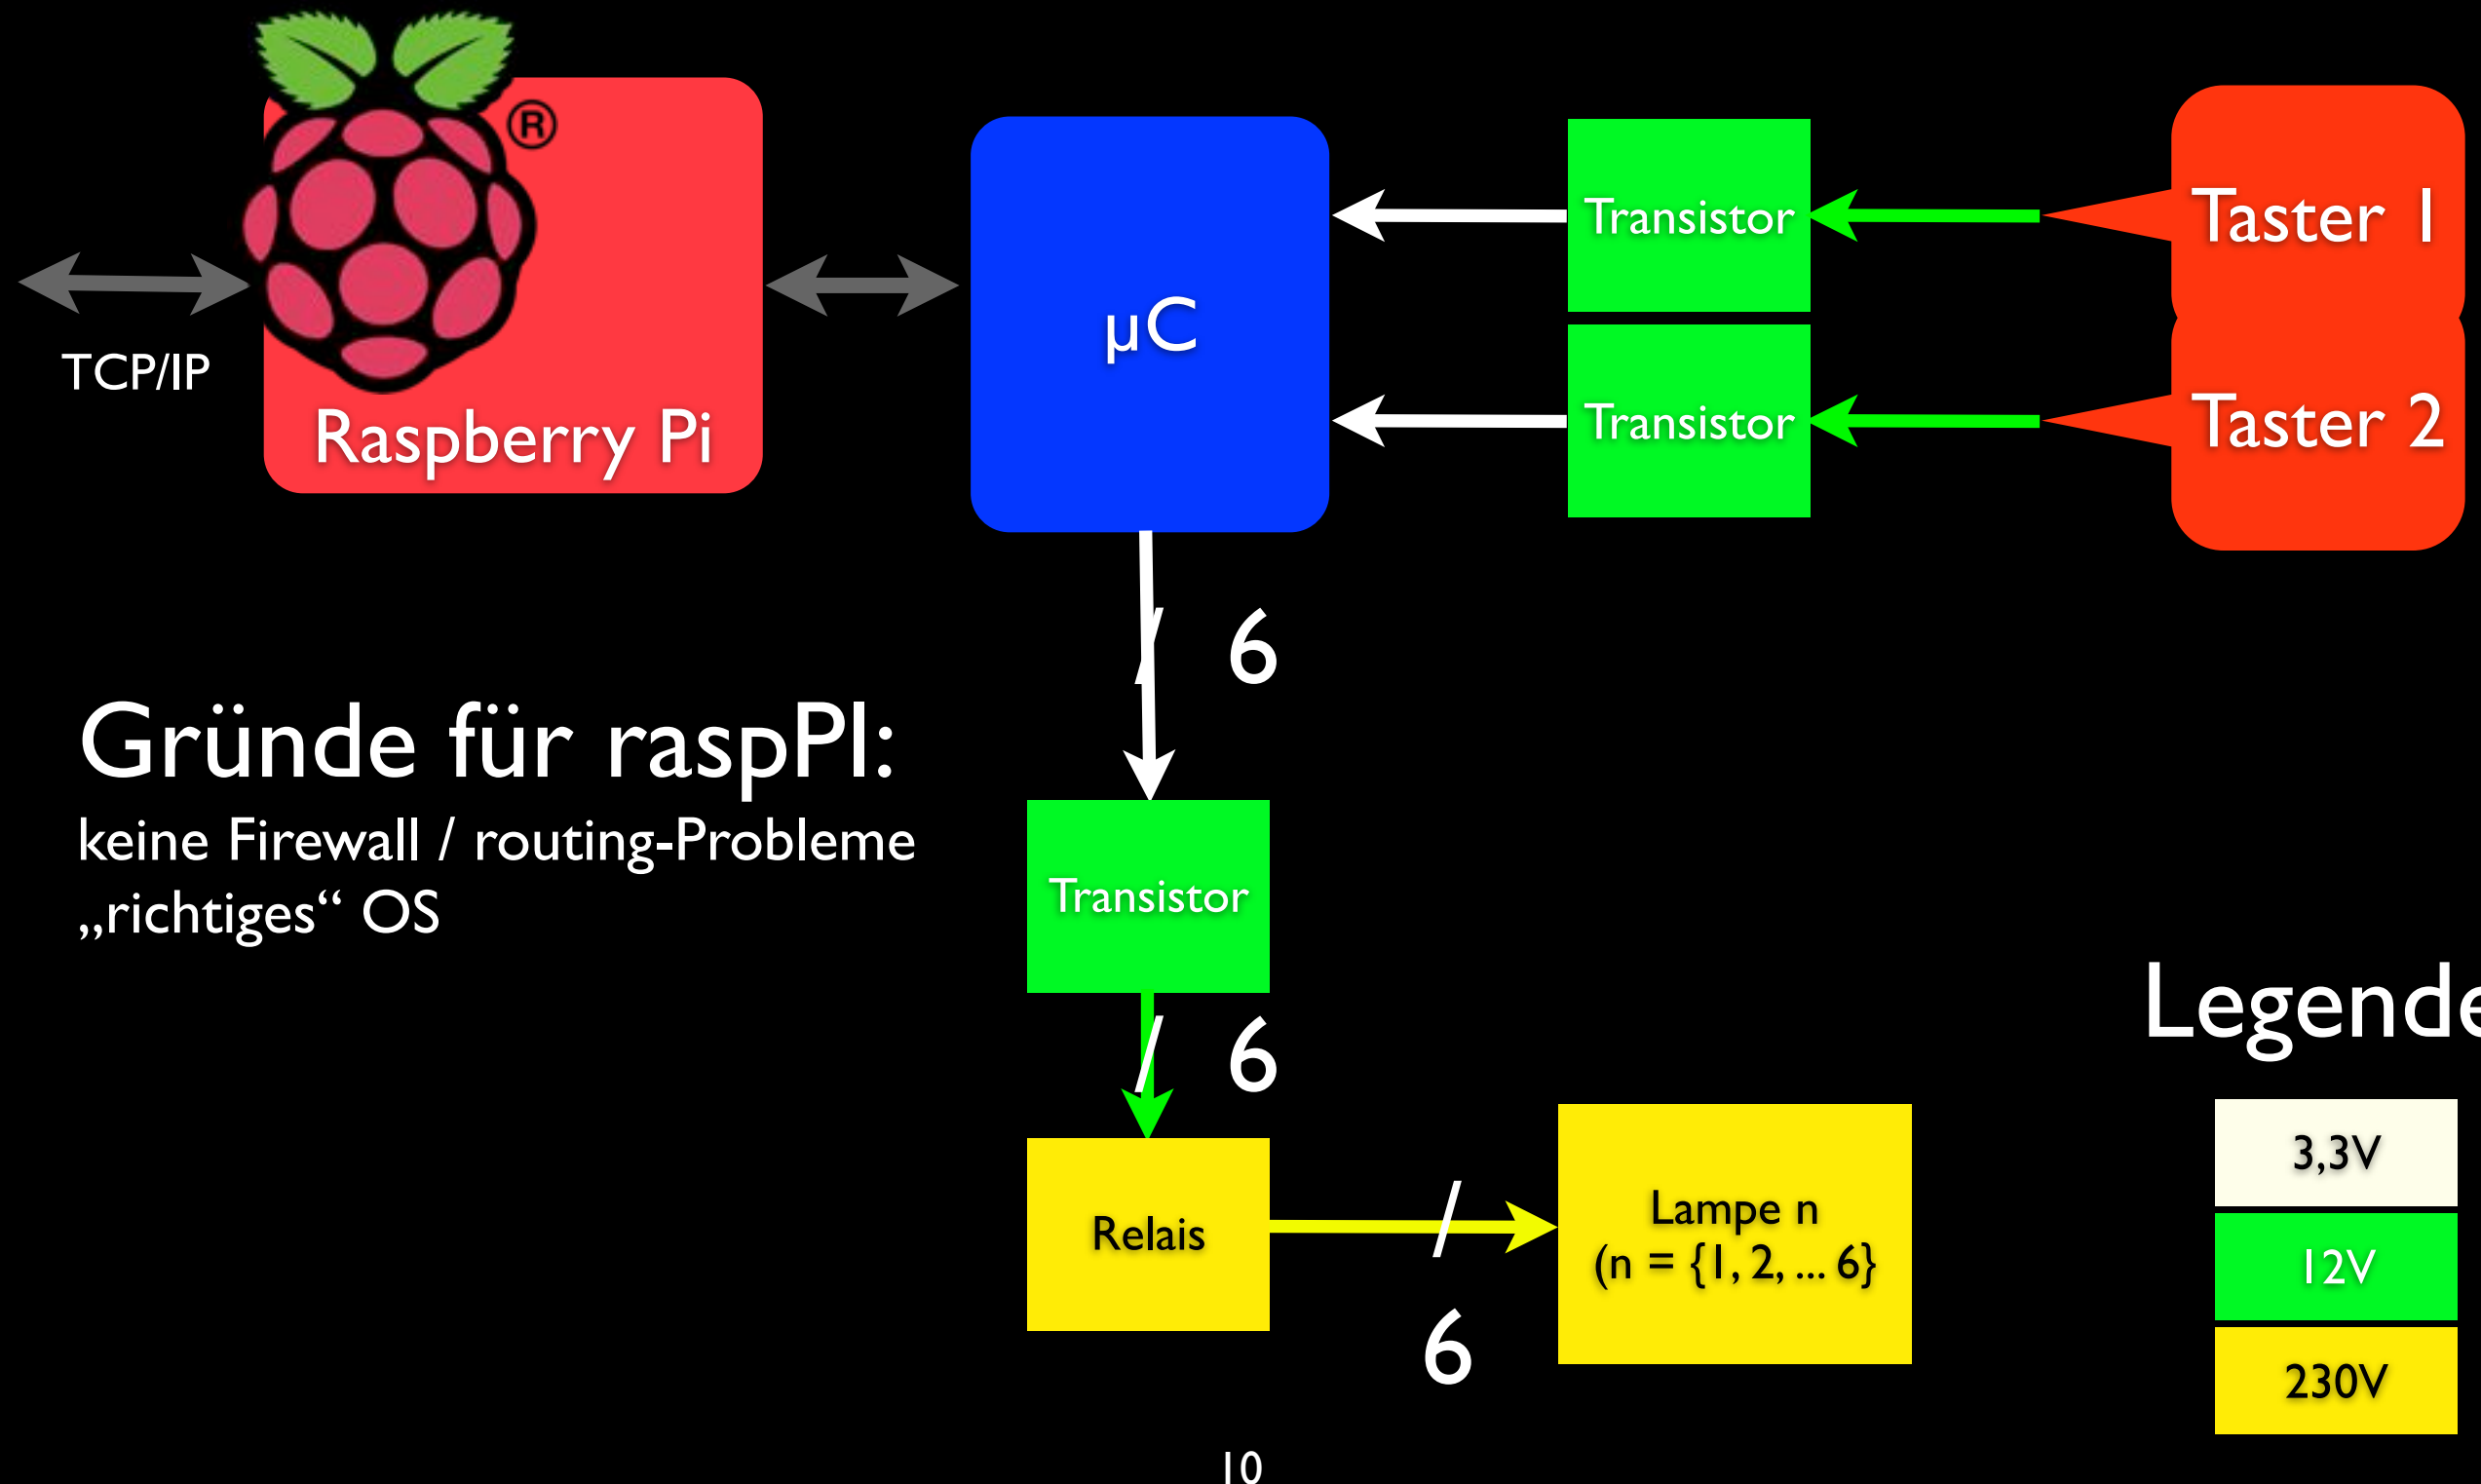 ®
TCP/IP
Raspberry Pi
µC
Transistor
Taster 1
Transistor
Taster 2
/ 6
Gründe für raspPI:
keine Firewall / routing-Probleme
„richtiges“ OS
Transistor
/ 6
Relais
/
6
Lampe n
(n = {1, 2, ... 6}
Legende
3,3V
12V
230V
10